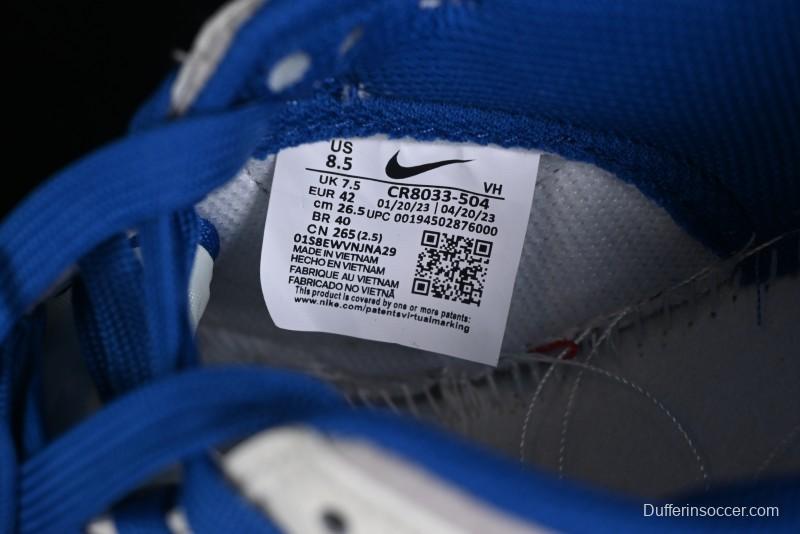 US
8.5
VH
UK 7.5
CR8033-504
EUR 42
01/20/23 | 04/20/23
cm 26.5
UPC 00194502876000
BR 40
CN 265(2.5)
01S8EWVNJNA29
MADE IN VIETNAM
HECHO EN VIETNAM
FABRIQUE AU VIETNAM
FABRICADO NO VIETNÃ
This product is covered by one or more patents:
www.nike.com/patentsvirtualmarking
Dufferinsoccer.com